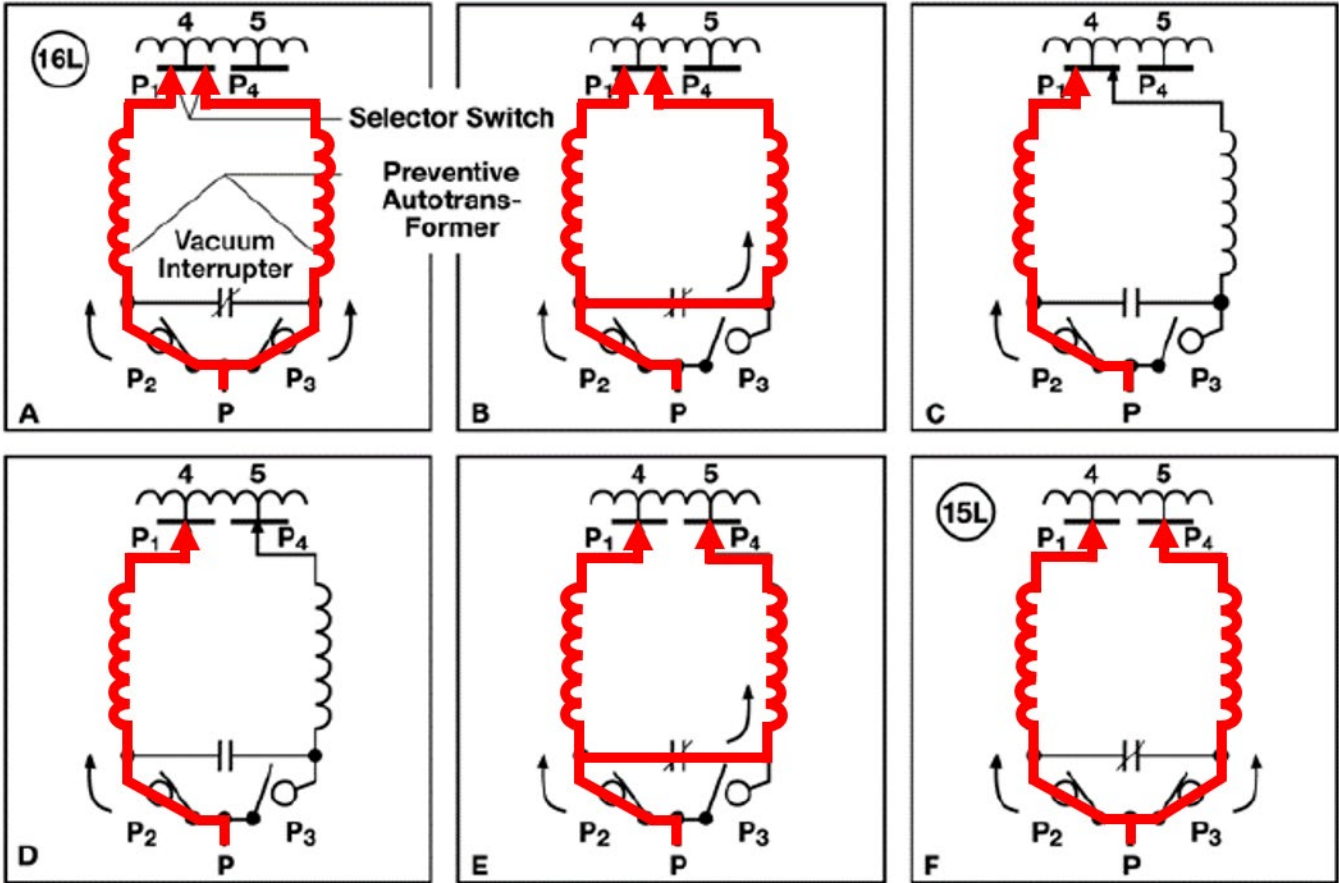 4 5
16L
P1 P4
Selector Switch
Preventive
Autotrans-
Former
Vacuum
Interrupter
P2 P3
P
A
4 5
P1 P4
P2 P3
P
B
4 5
P1 P4
P2 P3
P
C
4 5
P1 P4
P2 P3
P
D
4 5
P1 P4
P2 P3
P
E
4 5
15L
P1 P4
P2 P3
P
F